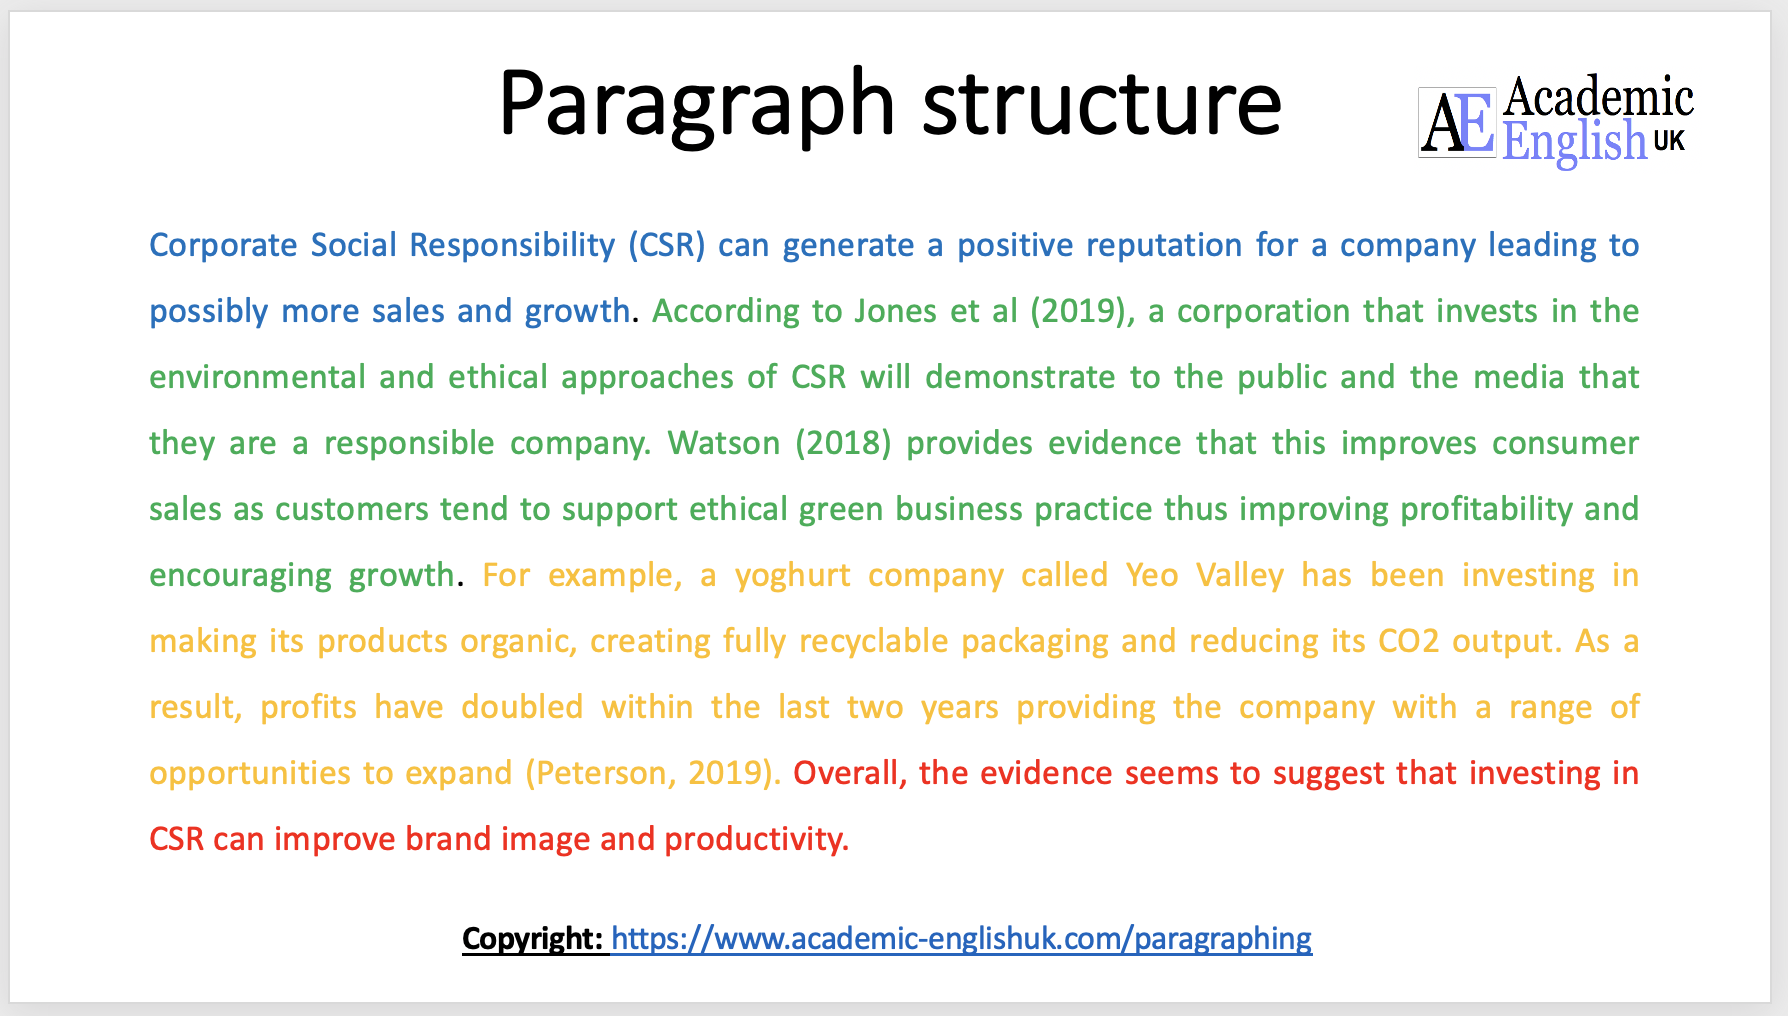 Paragraph structure
AE Academic
English UK
Corporate Social Responsibility (CSR) can generate a positive reputation for a company leading to
possibly more sales and growth. According to Jones et al (2019), a corporation that invests in the
environmental and ethical approaches of CSR will demonstrate to the public and the media that
they are a responsible company. Watson (2018) provides evidence that this improves consumer
sales as customers tend to support ethical green business practice thus improving profitability and
encouraging growth. For example, a yoghurt company called Yeo Valley has been investing in
making its products organic, creating fully recyclable packaging and reducing its CO2 output. As a
result, profits have doubled within the last two years providing the company with a range of
opportunities to expand (Peterson, 2019). Overall, the evidence seems to suggest that investing in
CSR can improve brand image and productivity.
Copyright: https://www.academic-englishuk.com/paragraphing